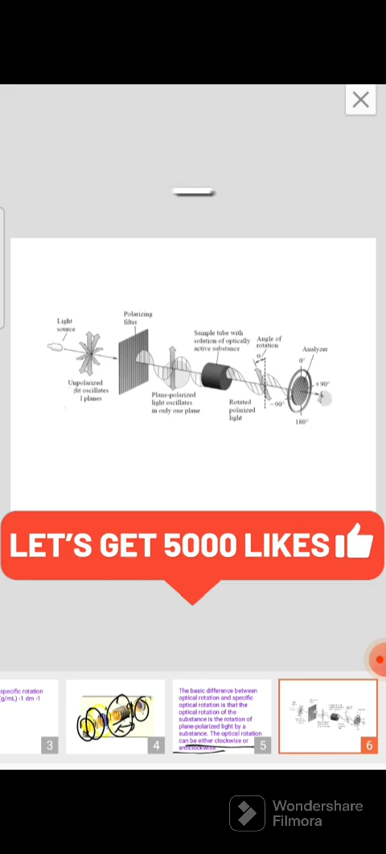 Light
source
Polarizing
filter
Sample tube with
solution of optically
active substance
Angle of
rotation
α
Analyzer
0°
+90°
-90°
180°
Unpolarized
ht oscillates
l planes
Plane-polarized
light oscillates
in only one plane
Rotated
polarized
light
LET'S GET 5000 LIKES
specific rotation
(g/mL) -1 dm -1
3
4
The basic difference between
optical rotation and specific
optical rotation is that the
optical rotation of the
substance is the rotation of
plane-polarized light by a
substance. The optical rotation
can be either clockwise or
anticlockwise
5
6
Wondershare
Filmora